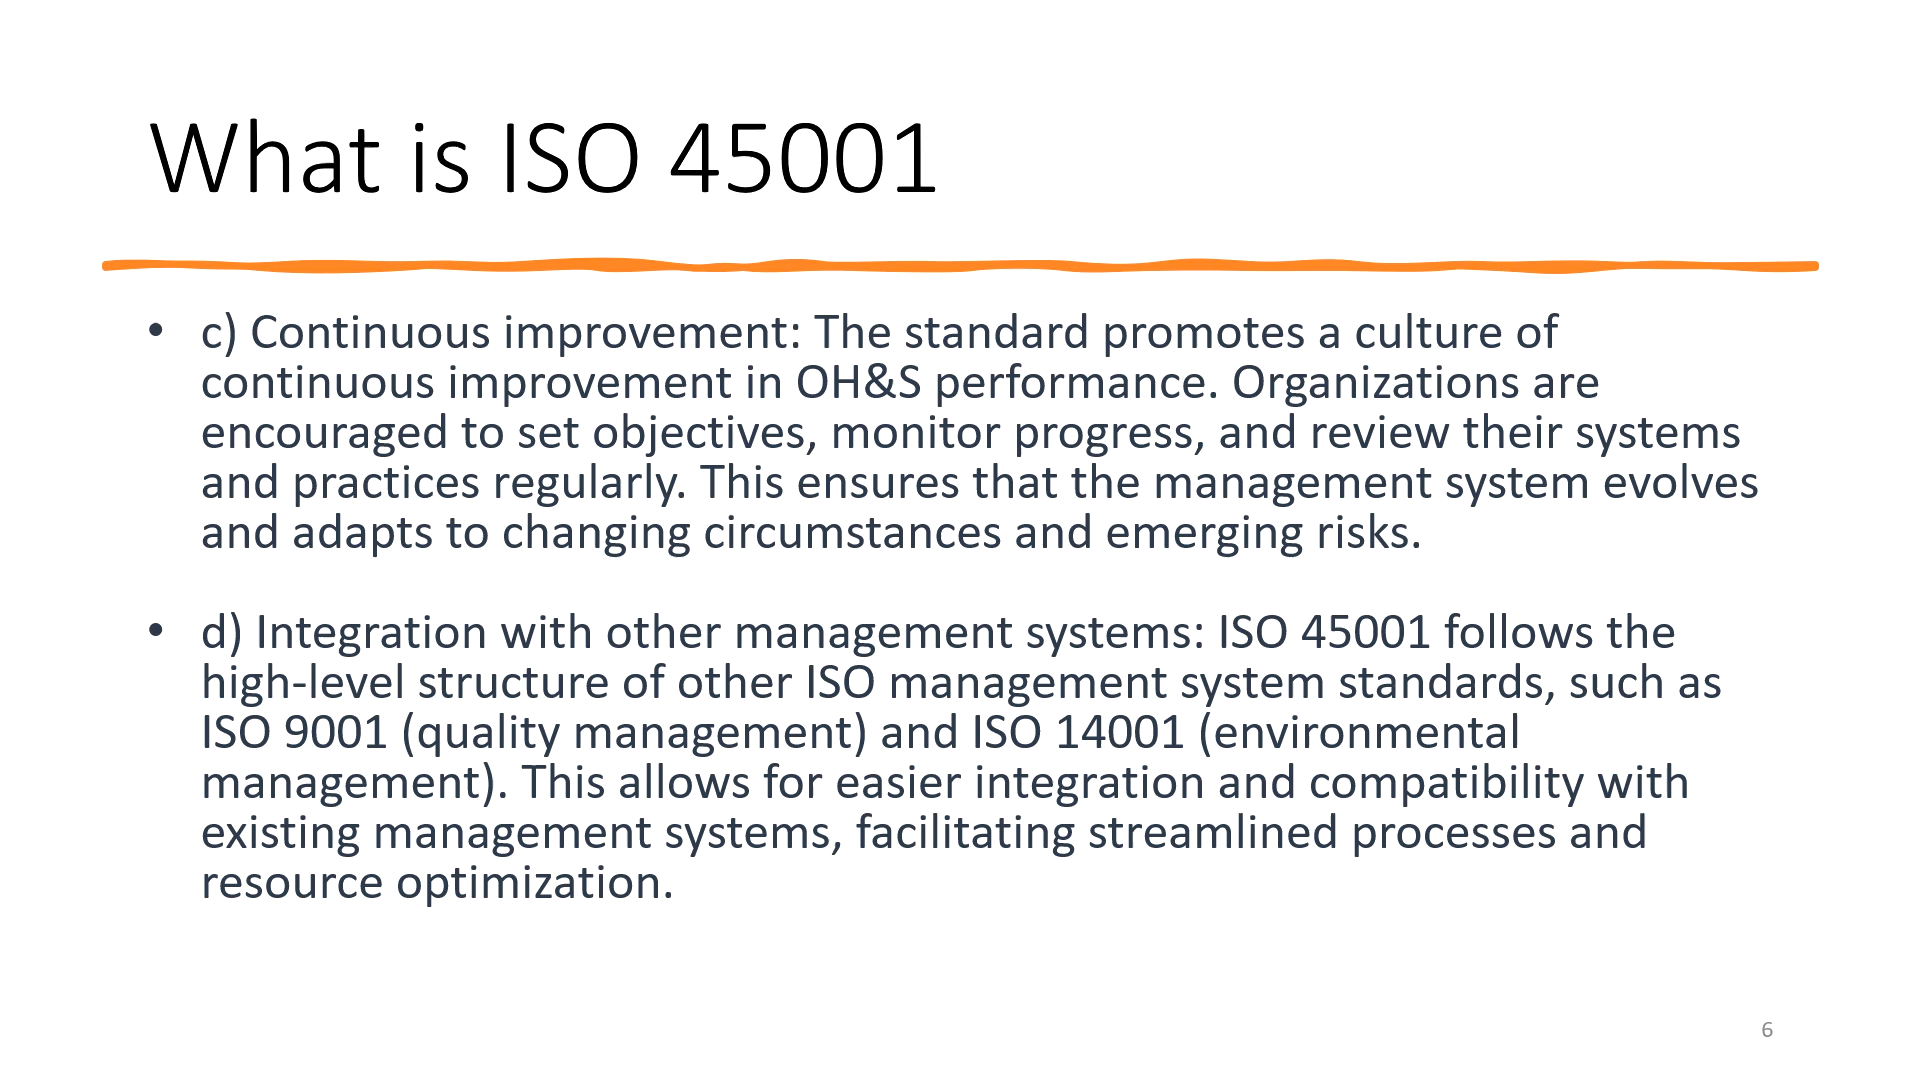 What is ISO 45001
• c) Continuous improvement: The standard promotes a culture of
continuous improvement in OH&S performance. Organizations are
encouraged to set objectives, monitor progress, and review their systems
and practices regularly. This ensures that the management system evolves
and adapts to changing circumstances and emerging risks.
• d) Integration with other management systems: ISO 45001 follows the
high-level structure of other ISO management system standards, such as
ISO 9001 (quality management) and ISO 14001 (environmental
management). This allows for easier integration and compatibility with
existing management systems, facilitating streamlined processes and
resource optimization.
6